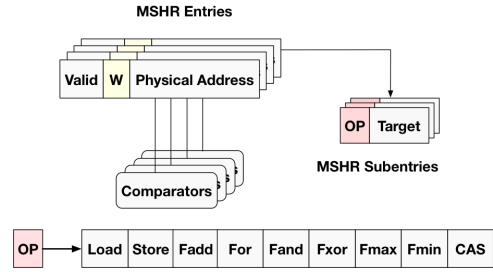 MSHR Entries
Valid W Physical Address
OP Target
MSHR Subentries
Comparators
OP Load Store Fadd For Fand Fxor Fmax Fmin CAS